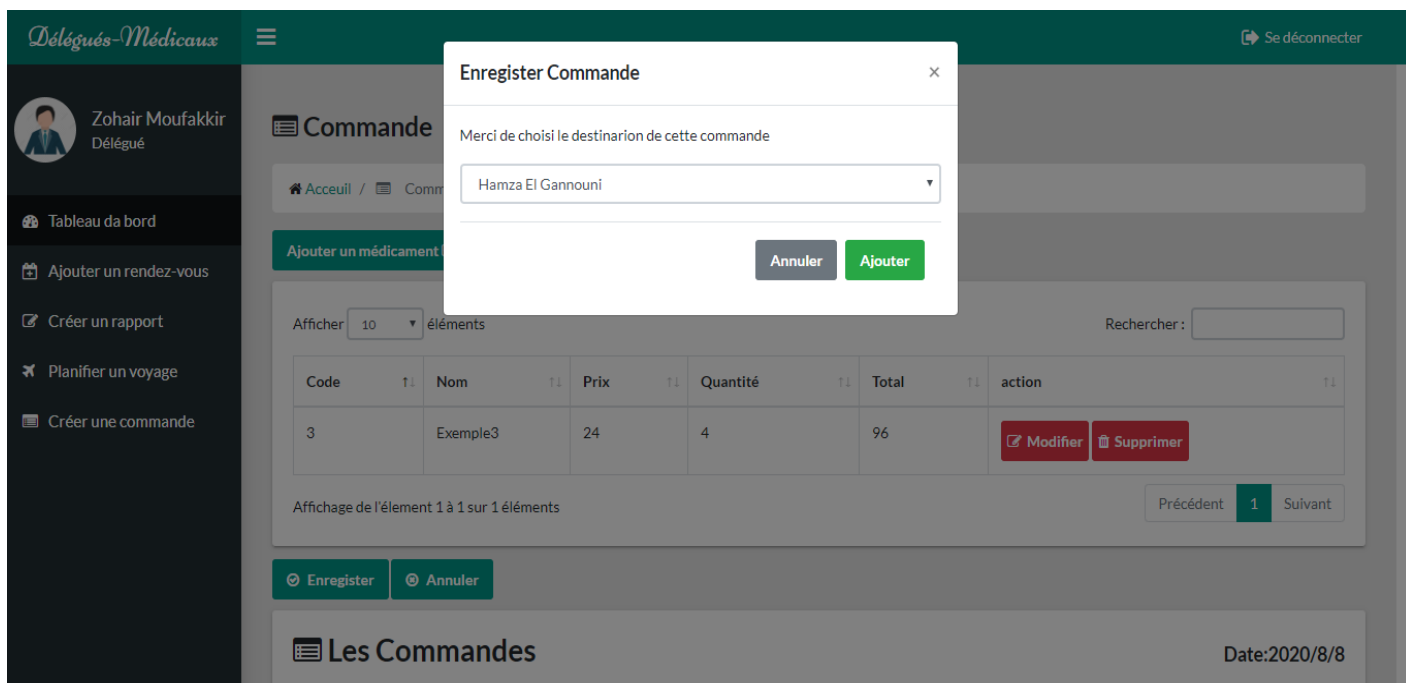 Délégués-Médicaux
Se déconnecter
Zohair Moufakkir
Délégué
Tableau da bord
Ajouter un rendez-vous
Créer un rapport
Planifier un voyage
Créer une commande
Enregister Commande ×
Merci de choisi le destinarion de cette commande
Hamza El Gannouni
Annuler Ajouter
Commande
Acceuil /
Ajouter un médicament
Afficher 10 éléments Rechercher :
Code Nom Prix Quantité Total action
3 Exemple3 24 4 96 Modifier Supprimer
Affichage de l'élement 1 à 1 sur 1 éléments Précédent 1 Suivant
Enregister Annuler
Les Commandes Date:2020/8/8